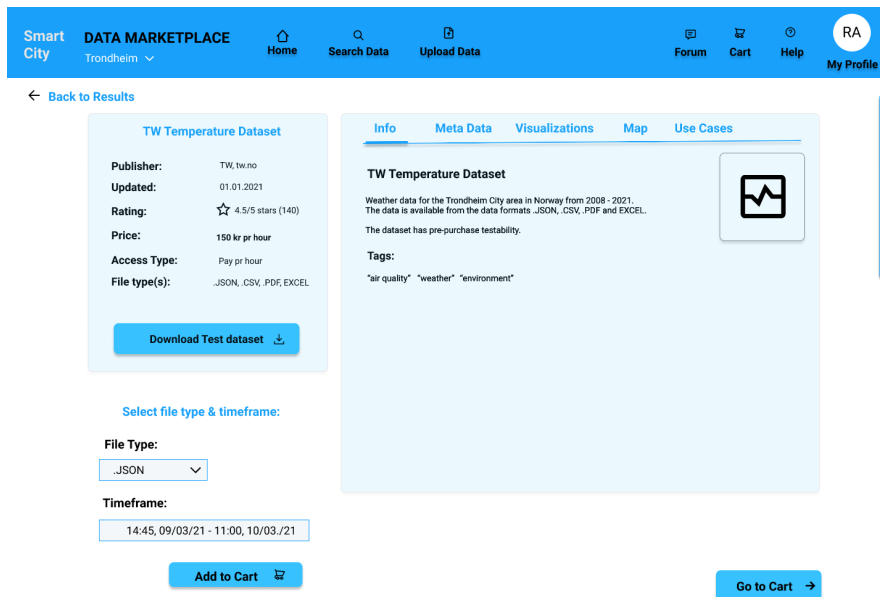 Smart City
DATA MARKETPLACE
Trondheim
Home
Search Data
Upload Data
Forum
Cart
Help
RA
My Profile
Back to Results
TW Temperature Dataset
Publisher: TW, tw.no
Updated: 01.01.2021
Rating: 4.5/5 stars (140)
Price: 150 kr pr hour
Access Type: Pay pr hour
File type(s): .JSON, .CSV, .PDF, EXCEL
Download Test dataset
Select file type & timeframe:
File Type:
.JSON
Timeframe:
14:45, 09/03/21 - 11:00, 10/03./21
Add to Cart
Info
Meta Data
Visualizations
Map
Use Cases
TW Temperature Dataset
Weather data for the Trondheim City area in Norway from 2008 - 2021.
The data is available from the data formats .JSON, .CSV, .PDF and EXCEL.
The dataset has pre-purchase testability.
Tags:
"air quality" "weather" "environment"
Go to Cart